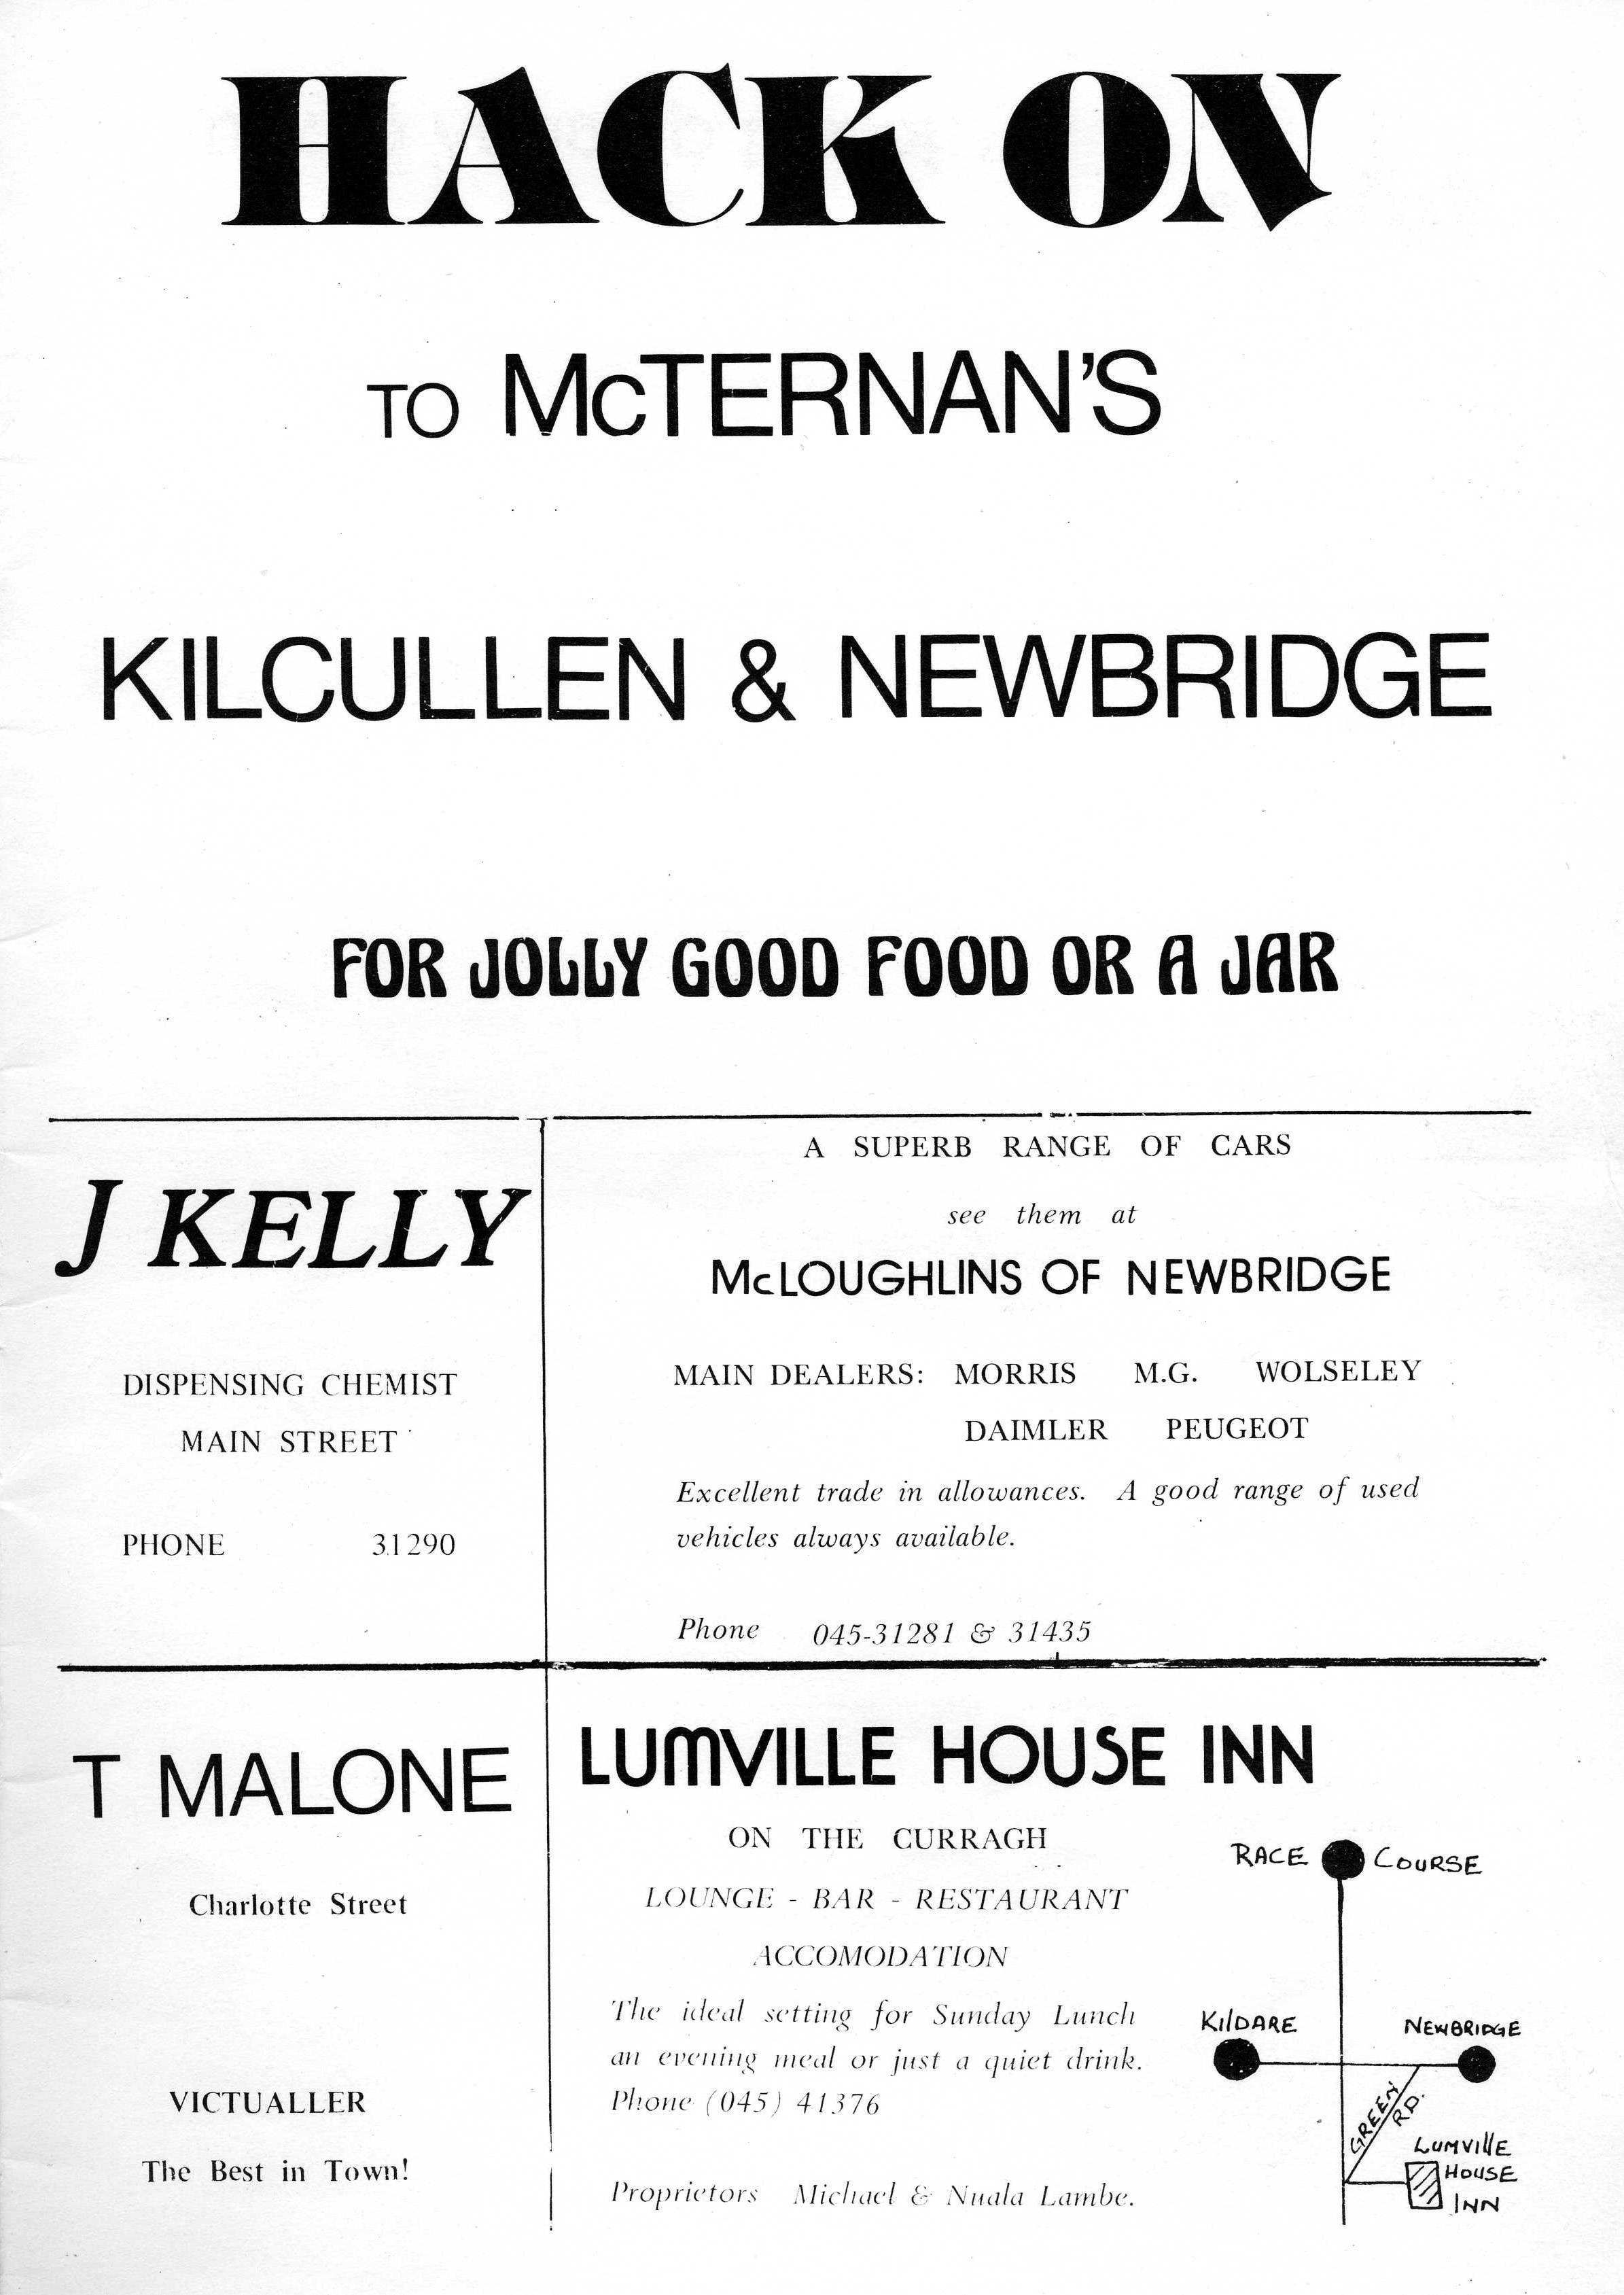 HACK ON
TO McTERNAN'S
KILCULLEN & NEWBRIDGE
FOR JOLLY GOOD FOOD OR A JAR
J KELLY
DISPENSING CHEMIST
MAIN STREET
PHONE 31290
A SUPERB RANGE OF CARS
see them at
McLOUGHLINS OF NEWBRIDGE
MAIN DEALERS: MORRIS M.G. WOLSELEY
DAIMLER PEUGEOT
Excellent trade in allowances. A good range of used
vehicles always available.
Phone 045-31281 & 31435
T MALONE
Charlotte Street
VICTUALLER
The Best in Town!
LUMVILLE HOUSE INN
ON THE CURRAGH
LOUNGE - BAR - RESTAURANT
ACCOMODATION
The ideal setting for Sunday Lunch
an evening meal or just a quiet drink.
Phone (045) 41376
Proprietors Michael & Nuala Lambe.
RACE COURSE
KILDARE
NEWBRIDGE
GREEN
RD.
LUMVILLE
HOUSE
INN